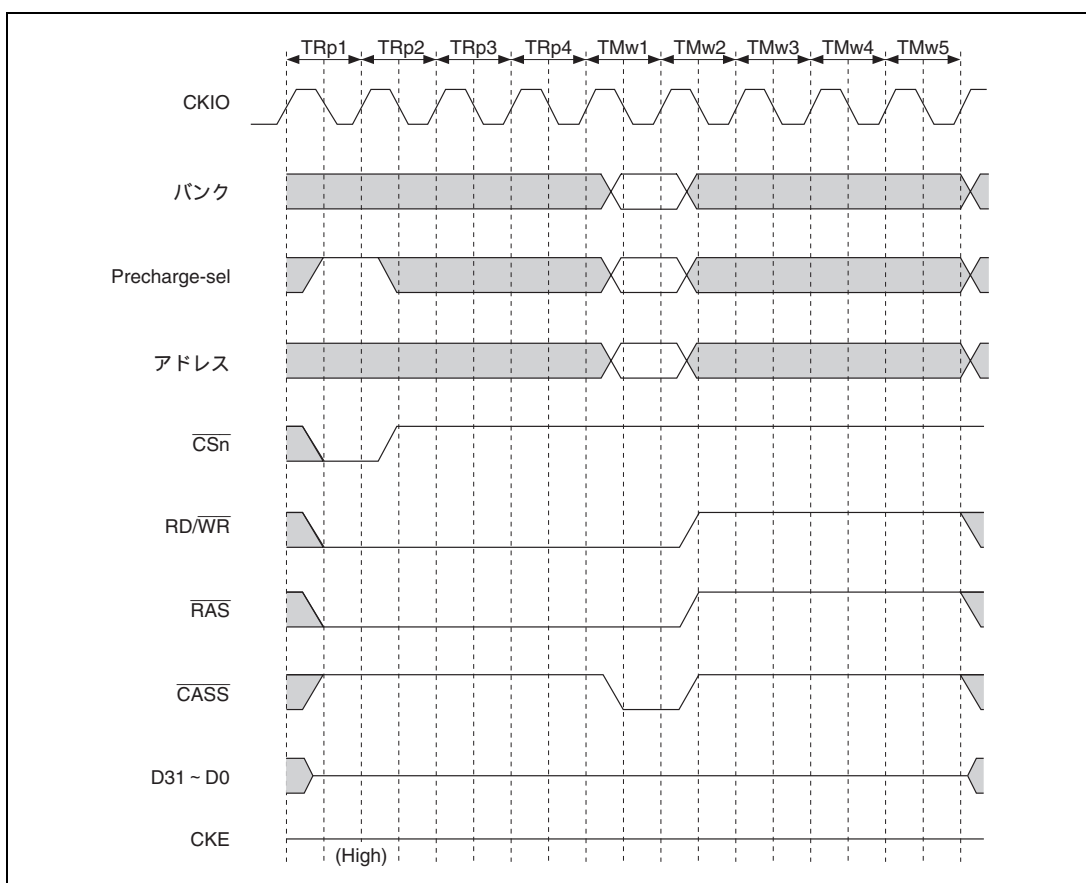 TRp1 TRp2 TRp3 TRp4 TMw1 TMw2 TMw3 TMw4 TMw5
CKIO
バンク
Precharge-sel
アドレス
CSn
RD/WR
RAS
CASS
D31 ~ D0
CKE
(High)